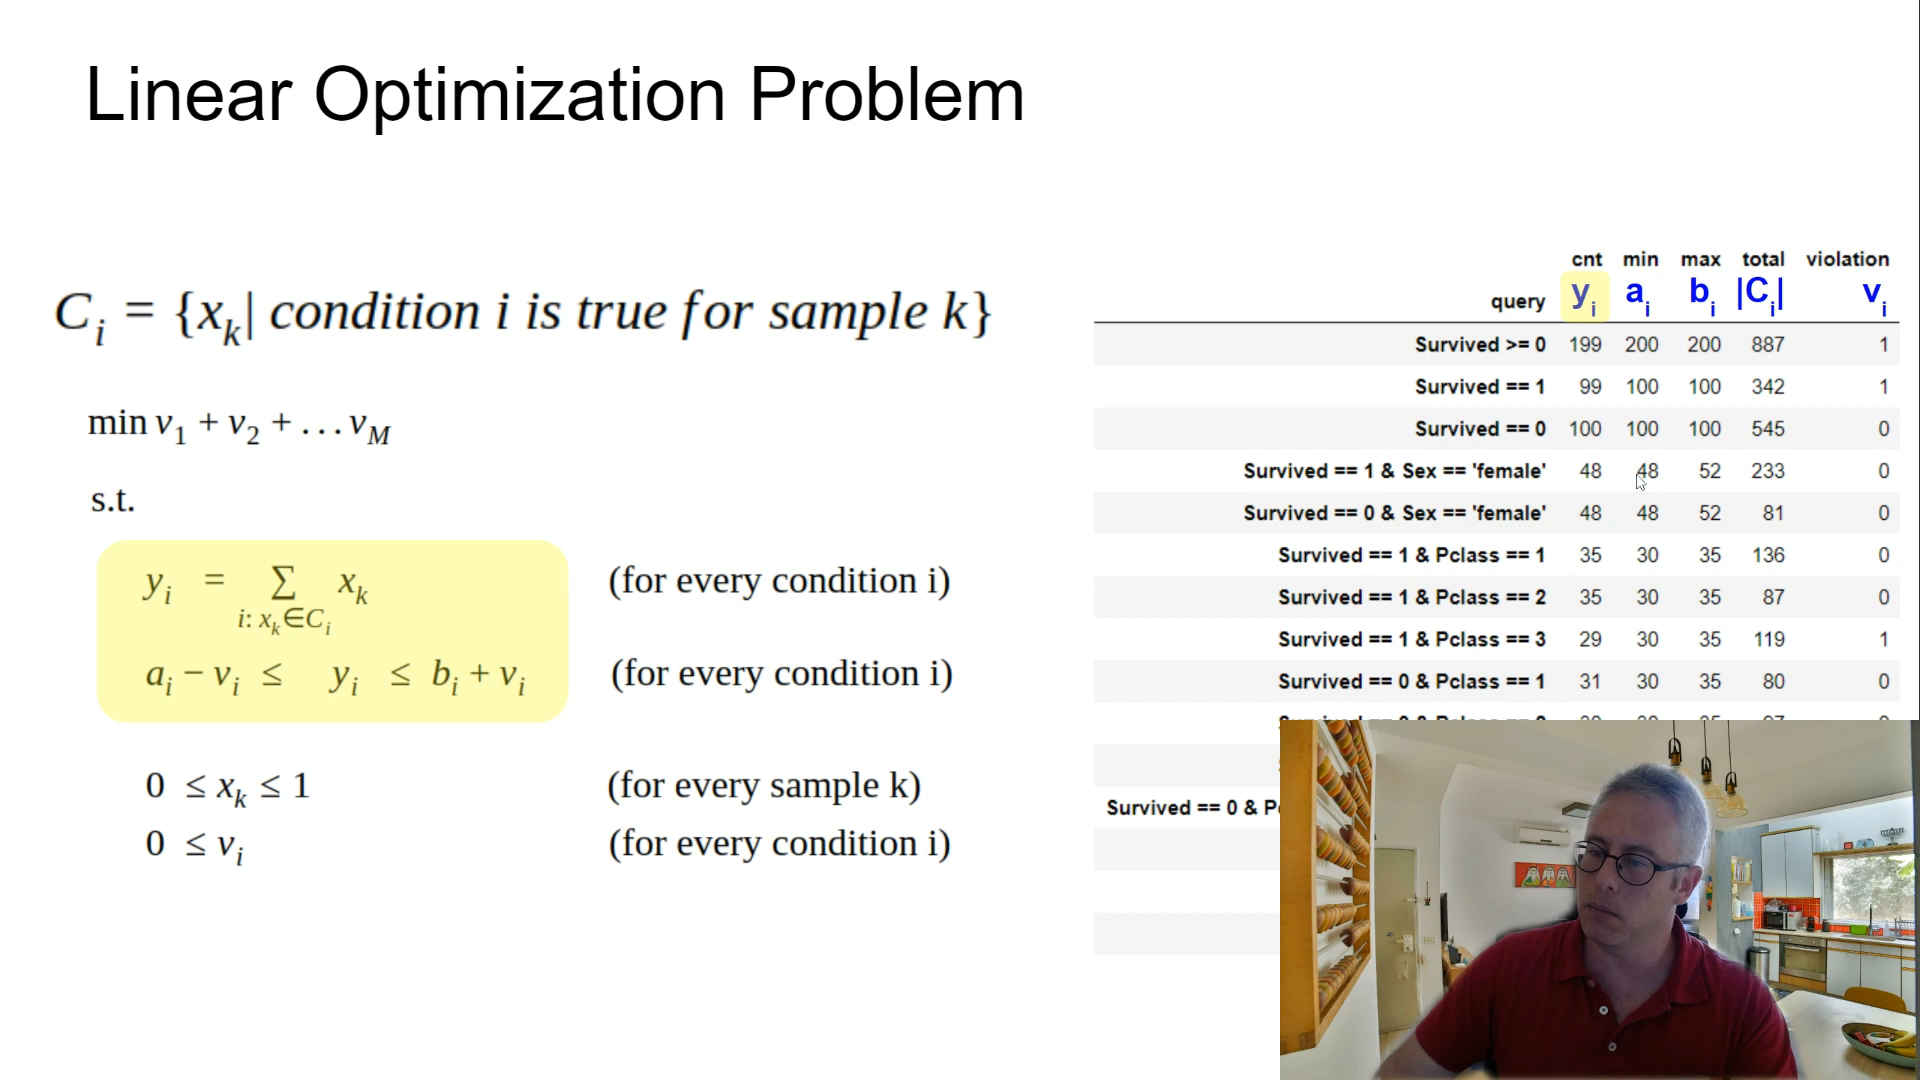 Linear Optimization Problem
C_i = {x_k| condition i is true for sample k}
min v_1 + v_2 + ... v_M
s.t.
y_i = ∑ x_k (for every condition i)
i: x_k∈C_i
a_i − v_i ≤ y_i ≤ b_i + v_i (for every condition i)
0 ≤ x_k ≤ 1 (for every sample k)
0 ≤ v_i (for every condition i)
cnt min max total violation
query y_i a_i b_i |C_i| v_i
Survived >= 0 199 200 200 887 1
Survived == 1 99 100 100 342 1
Survived == 0 100 100 100 545 0
Survived == 1 & Sex == 'female' 48 48 52 233 0
Survived == 0 & Sex == 'female' 48 48 52 81 0
Survived == 1 & Pclass == 1 35 30 35 136 0
Survived == 1 & Pclass == 2 35 30 35 87 0
Survived == 1 & Pclass == 3 29 30 35 119 1
Survived == 0 & Pclass == 1 31 30 35 80 0
Survived == 0 &